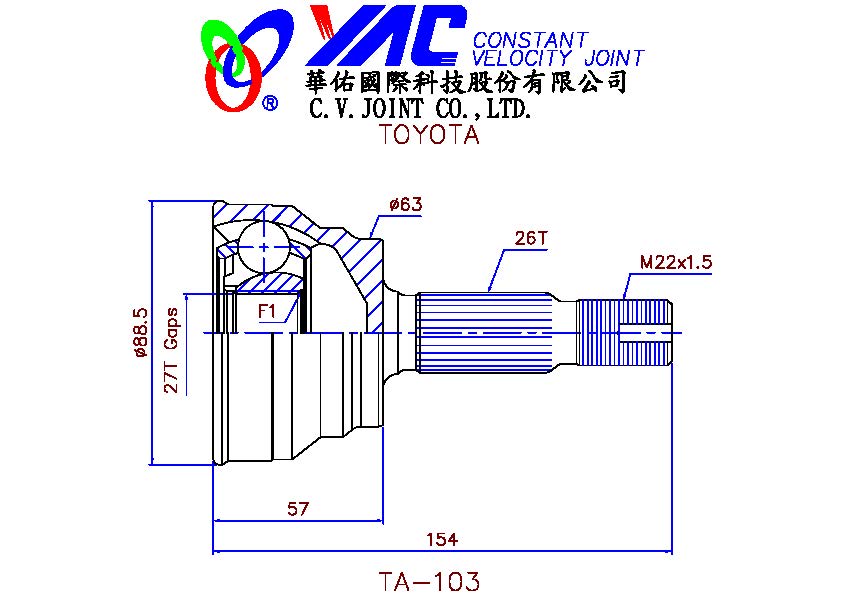 YAC CONSTANT
VELOCITY JOINT
®
華佑國際科技股份有限公司
C.V.JOINT CO.,LTD.
TOYOTA
ø63
26T
M22x1.5
F1
ø88.5
27T Gaps
57
154
TA-103